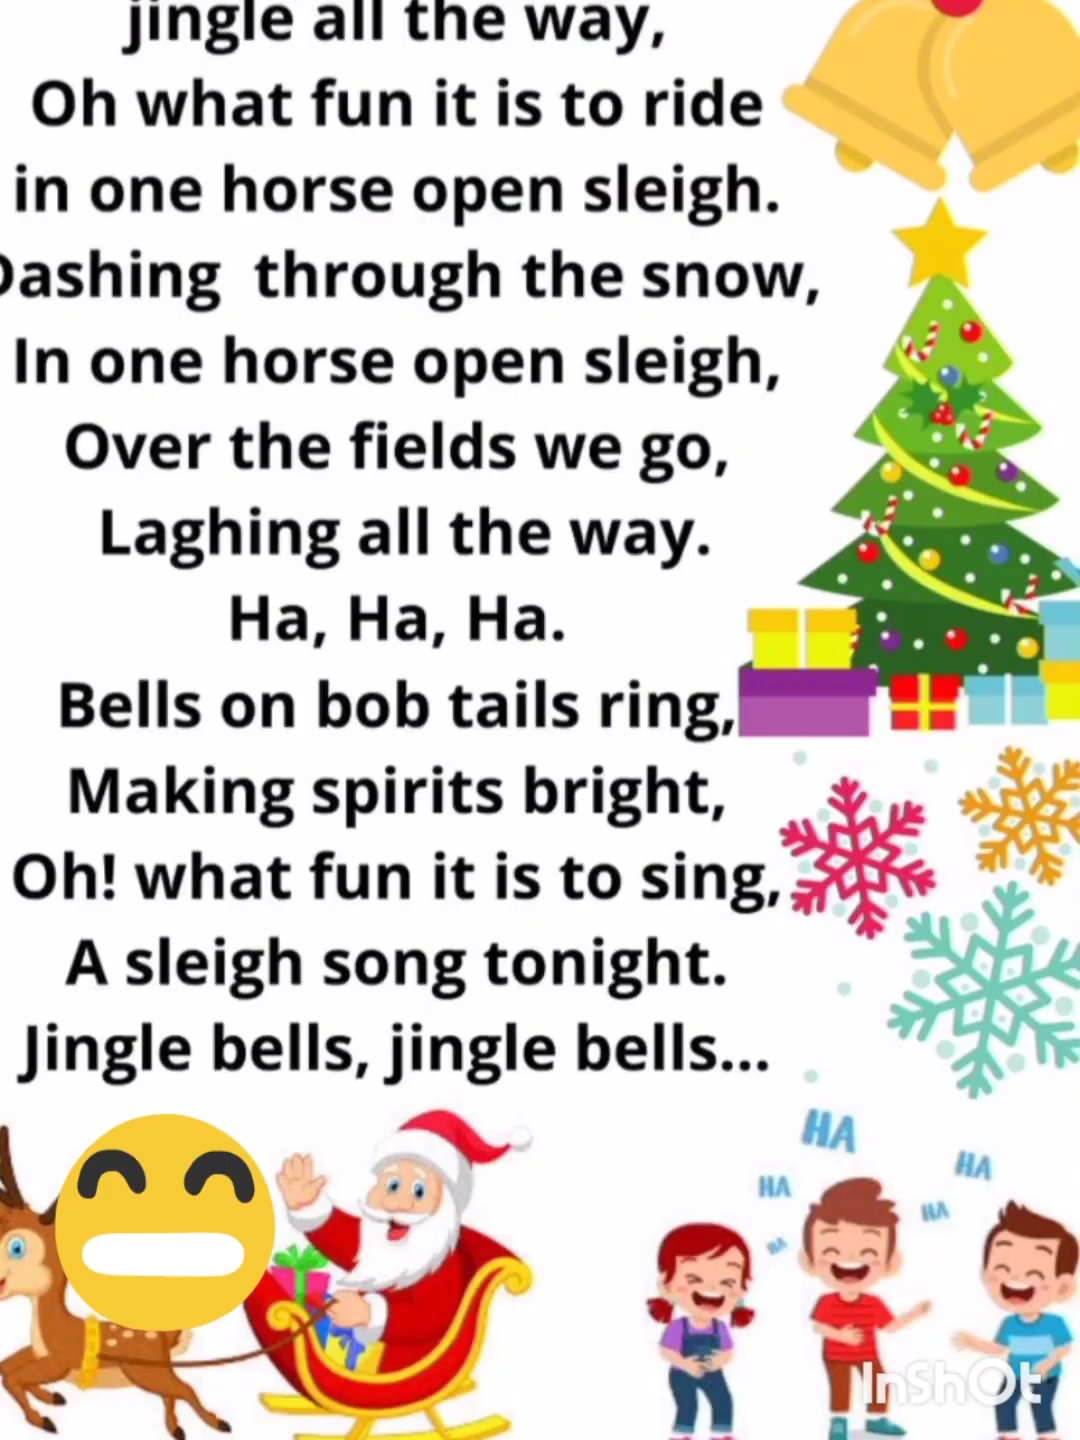 jingle all the way,
Oh what fun it is to ride
in one horse open sleigh.
Dashing through the snow,
In one horse open sleigh,
Over the fields we go,
Laghing all the way.
Ha, Ha, Ha.
Bells on bob tails ring,
Making spirits bright,
Oh! what fun it is to sing,
A sleigh song tonight.
Jingle bells, jingle bells...
HA
HA
HA
HA
HA
InShOt